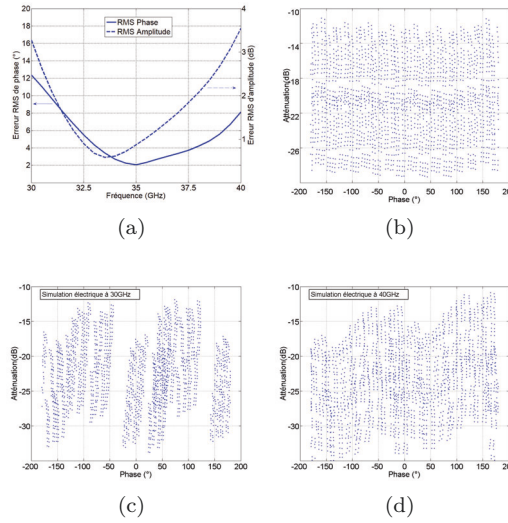 RMS Phase
RMS Amplitude
Erreur RMS de phase (°)
20
18
16
14
12
10
8
6
4
2
4
3
2
1
Erreur RMS d'amplitude (dB)
30
32.5
35
37.5
40
Fréquence (GHz)
(a)
Atténuation(dB)
-10
-14
-18
-22
-26
-200 -150 -100 -50 0 50 100 150 200
Phase (°)
(b)
Simulation électrique à 30GHz
Atténuation(dB)
-10
-15
-20
-25
-30
-200 -150 -100 -50 0 50 100 150 200
Phase (°)
(c)
Simulation électrique à 40GHz
Atténuation(dB)
-10
-15
-20
-25
-30
-200 -150 -100 -50 0 50 100 150 200
Phase (°)
(d)